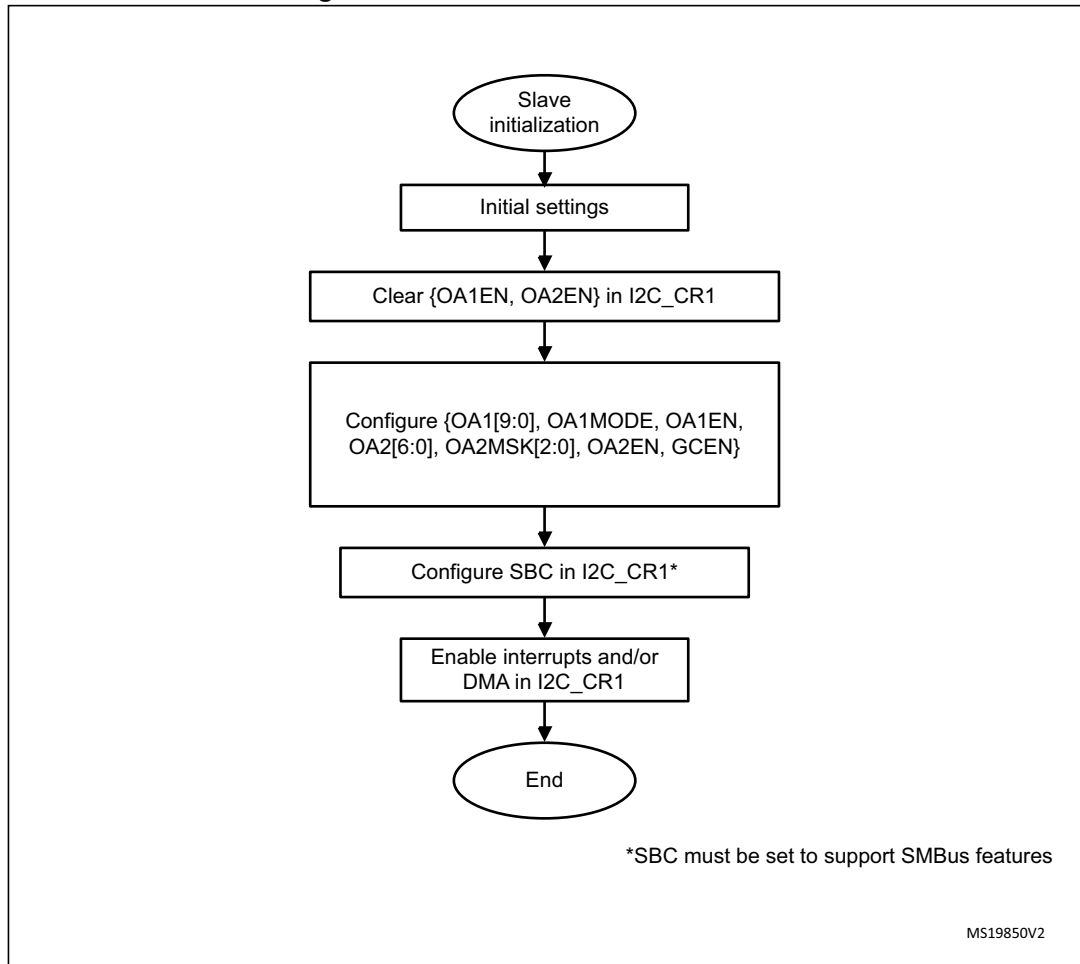 Slave
initialization
Initial settings
Clear {OA1EN, OA2EN} in I2C_CR1
Configure {OA1[9:0], OA1MODE, OA1EN,
OA2[6:0], OA2MSK[2:0], OA2EN, GCEN}
Configure SBC in I2C_CR1*
Enable interrupts and/or
DMA in I2C_CR1
End
*SBC must be set to support SMBus features
MS19850V2